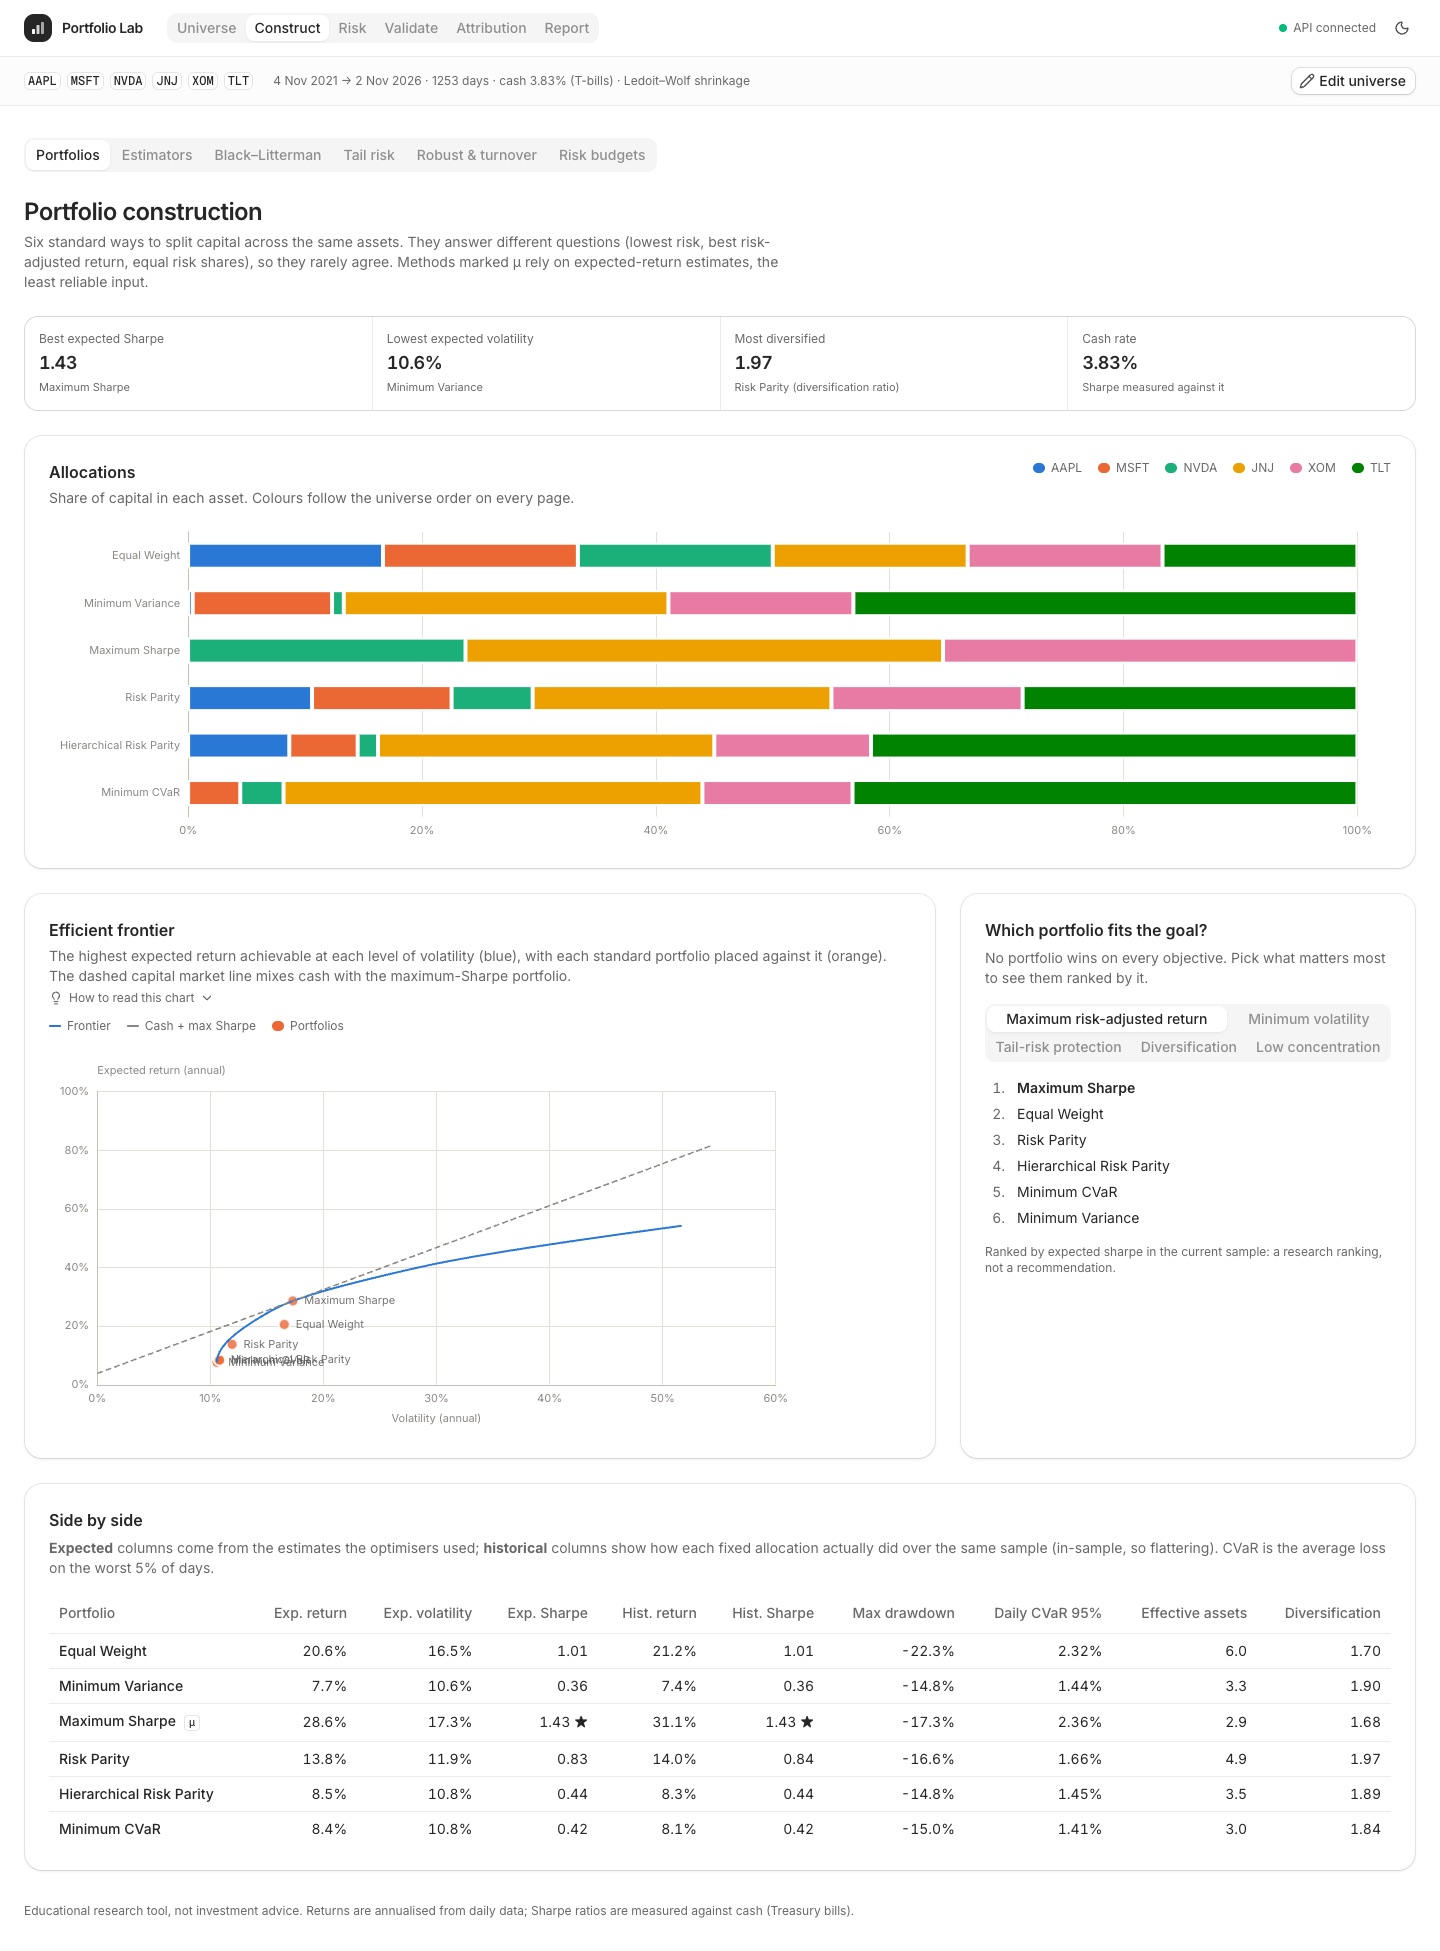 Portfolio Lab Universe Construct Risk Validate Attribution Report API connected
AAPL MSFT NVDA JNJ XOM TLT 4 Nov 2021 → 2 Nov 2026 · 1253 days · cash 3.83% (T-bills) · Ledoit–Wolf shrinkage Edit universe
Portfolios Estimators Black–Litterman Tail risk Robust & turnover Risk budgets
Portfolio construction
Six standard ways to split capital across the same assets. They answer different questions (lowest risk, best risk-
adjusted return, equal risk shares), so they rarely agree. Methods marked μ rely on expected-return estimates, the
least reliable input.
Best expected Sharpe
1.43
Maximum Sharpe
Lowest expected volatility
10.6%
Minimum Variance
Most diversified
1.97
Risk Parity (diversification ratio)
Cash rate
3.83%
Sharpe measured against it
Allocations
AAPL MSFT NVDA JNJ XOM TLT
Share of capital in each asset. Colours follow the universe order on every page.
Equal Weight
Minimum Variance
Maximum Sharpe
Risk Parity
Hierarchical Risk Parity
Minimum CVaR
0% 20% 40% 60% 80% 100%
Efficient frontier
The highest expected return achievable at each level of volatility (blue), with each standard portfolio placed against it (orange).
The dashed capital market line mixes cash with the maximum-Sharpe portfolio.
How to read this chart
Frontier Cash + max Sharpe Portfolios
Expected return (annual)
100%
80%
60%
40%
20%
0%
Maximum Sharpe
Equal Weight
Risk Parity
Hierarchical Risk Parity
Minimum Variance
0% 10% 20% 30% 40% 50% 60%
Volatility (annual)
Which portfolio fits the goal?
No portfolio wins on every objective. Pick what matters most
to see them ranked by it.
Maximum risk-adjusted return Minimum volatility
Tail-risk protection Diversification Low concentration
1. Maximum Sharpe
2. Equal Weight
3. Risk Parity
4. Hierarchical Risk Parity
5. Minimum CVaR
6. Minimum Variance
Ranked by expected sharpe in the current sample: a research ranking,
not a recommendation.
Side by side
Expected columns come from the estimates the optimisers used; historical columns show how each fixed allocation actually did over the same sample (in-sample, so flattering). CVaR is the average loss
on the worst 5% of days.
Portfolio Exp. return Exp. volatility Exp. Sharpe Hist. return Hist. Sharpe Max drawdown Daily CVaR 95% Effective assets Diversification
Equal Weight 20.6% 16.5% 1.01 21.2% 1.01 -22.3% 2.32% 6.0 1.70
Minimum Variance 7.7% 10.6% 0.36 7.4% 0.36 -14.8% 1.44% 3.3 1.90
Maximum Sharpe μ 28.6% 17.3% 1.43 ★ 31.1% 1.43 ★ -17.3% 2.36% 2.9 1.68
Risk Parity 13.8% 11.9% 0.83 14.0% 0.84 -16.6% 1.66% 4.9 1.97
Hierarchical Risk Parity 8.5% 10.8% 0.44 8.3% 0.44 -14.8% 1.45% 3.5 1.89
Minimum CVaR 8.4% 10.8% 0.42 8.1% 0.42 -15.0% 1.41% 3.0 1.84
Educational research tool, not investment advice. Returns are annualised from daily data; Sharpe ratios are measured against cash (Treasury bills).